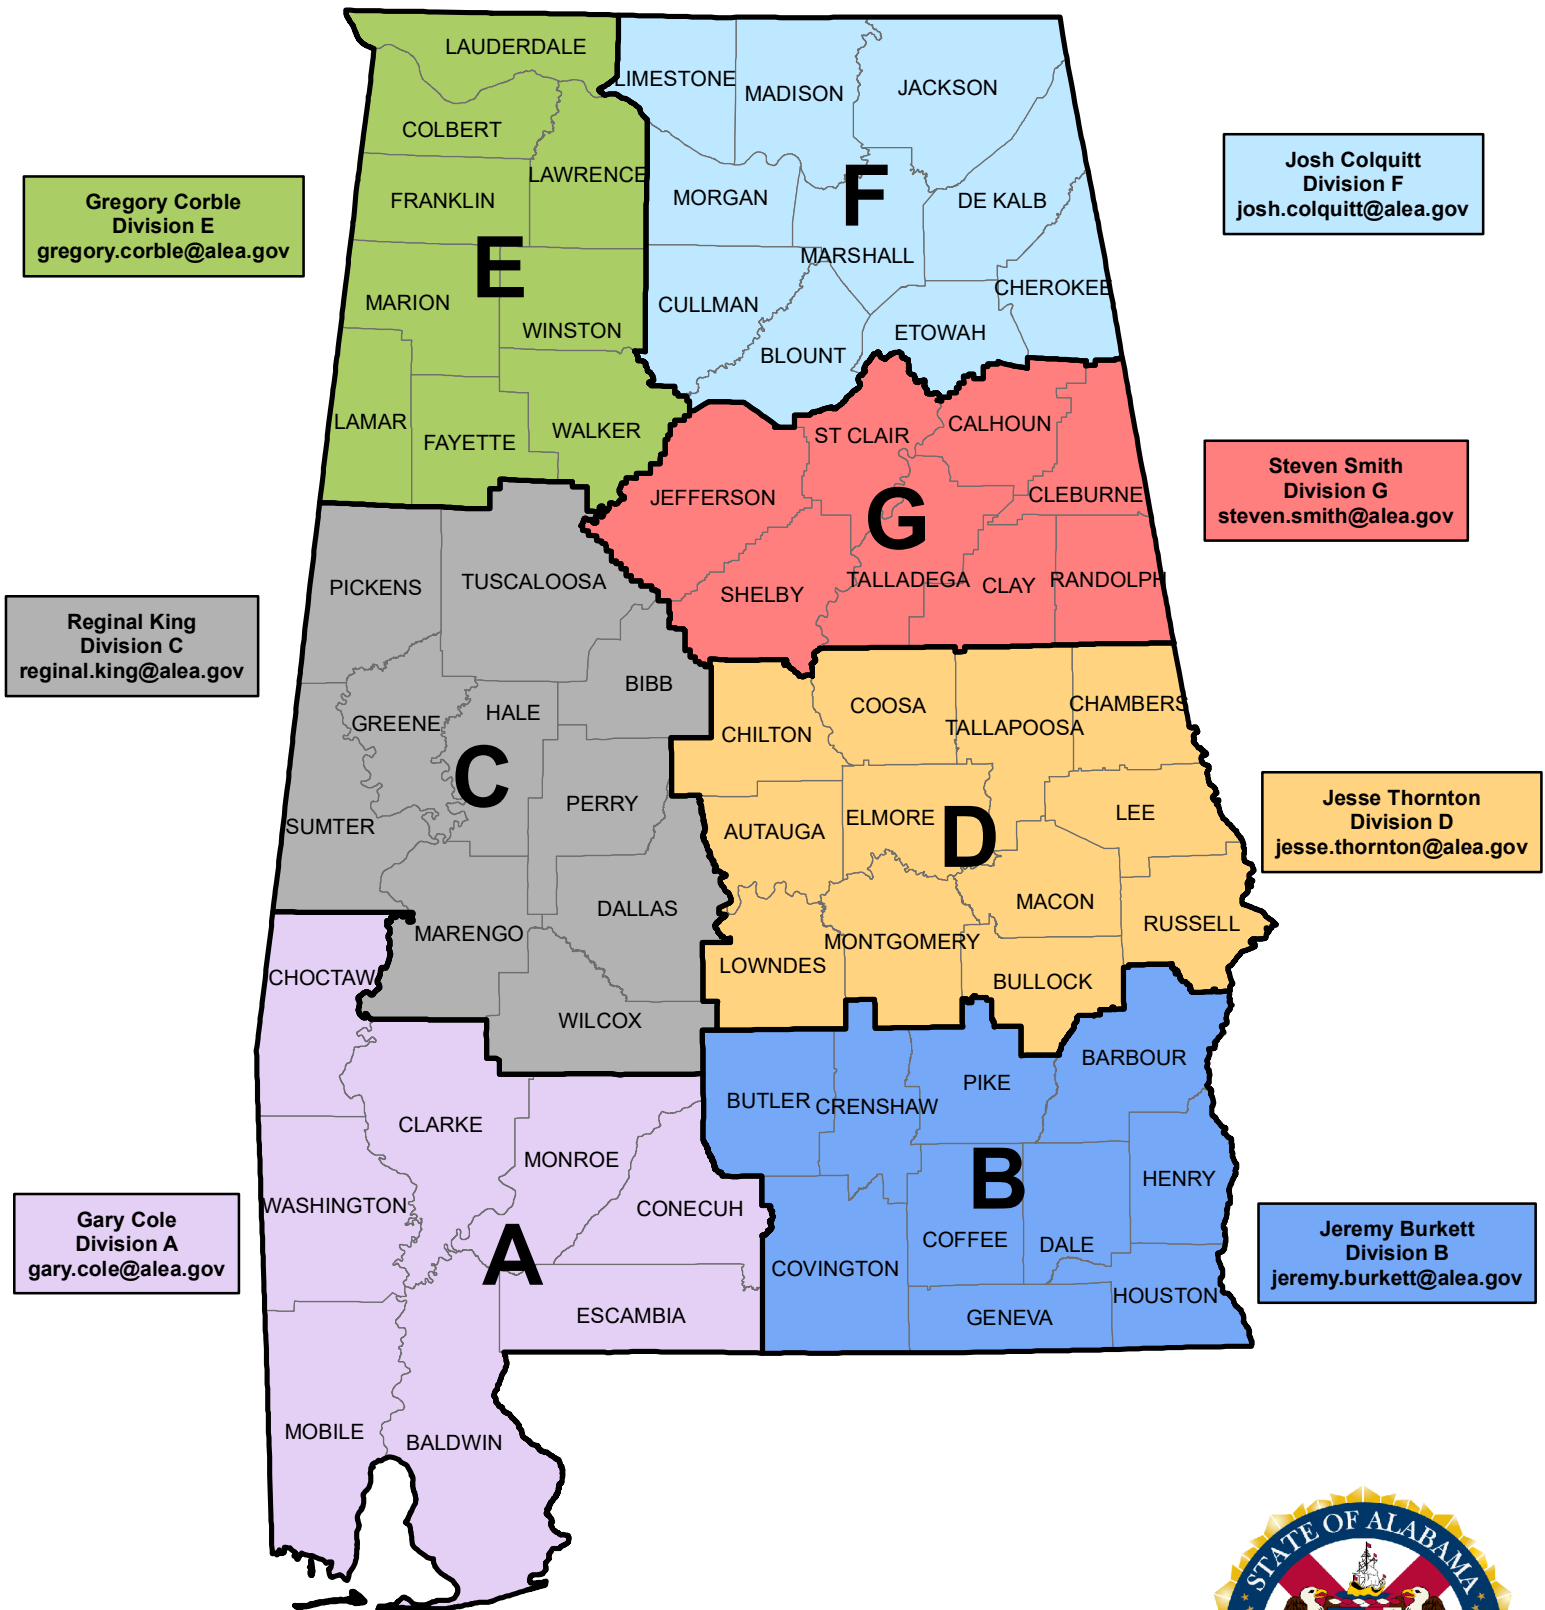 LAUDERDALE
LIMESTONE
MADISON
JACKSON
COLBERT
LAWRENCE
FRANKLIN
MORGAN
F
DE KALB
Josh Colquitt
Division F
josh.colquitt@alea.gov
Gregory Corble
Division E
gregory.corble@alea.gov
E
MARSHALL
MARION
WINSTON
CULLMAN
CHEROKEE
ETOWAH
BLOUNT
LAMAR
FAYETTE
WALKER
ST CLAIR
CALHOUN
JEFFERSON
G
CLEBURNE
Steven Smith
Division G
steven.smith@alea.gov
PICKENS
TUSCALOOSA
SHELBY
TALLADEGA
CLAY
RANDOLPH
Reginal King
Division C
reginal.king@alea.gov
BIBB
GREENE
HALE
CHILTON
COOSA
TALLAPOOSA
CHAMBERS
C
PERRY
SUMTER
AUTAUGA
ELMORE
D
LEE
Jesse Thornton
Division D
jesse.thornton@alea.gov
DALLAS
MARENGO
MACON
RUSSELL
MONTGOMERY
LOWNDES
BULLOCK
CHOCTAW
WILCOX
BARBOUR
PIKE
BUTLER
CRENSHAW
CLARKE
MONROE
B
HENRY
WASHINGTON
CONECUH
Gary Cole
Division A
gary.cole@alea.gov
A
COFFEE
DALE
COVINGTON
Jeremy Burkett
Division B
jeremy.burkett@alea.gov
HOUSTON
ESCAMBIA
GENEVA
MOBILE
BALDWIN
STATE OF ALABAMA